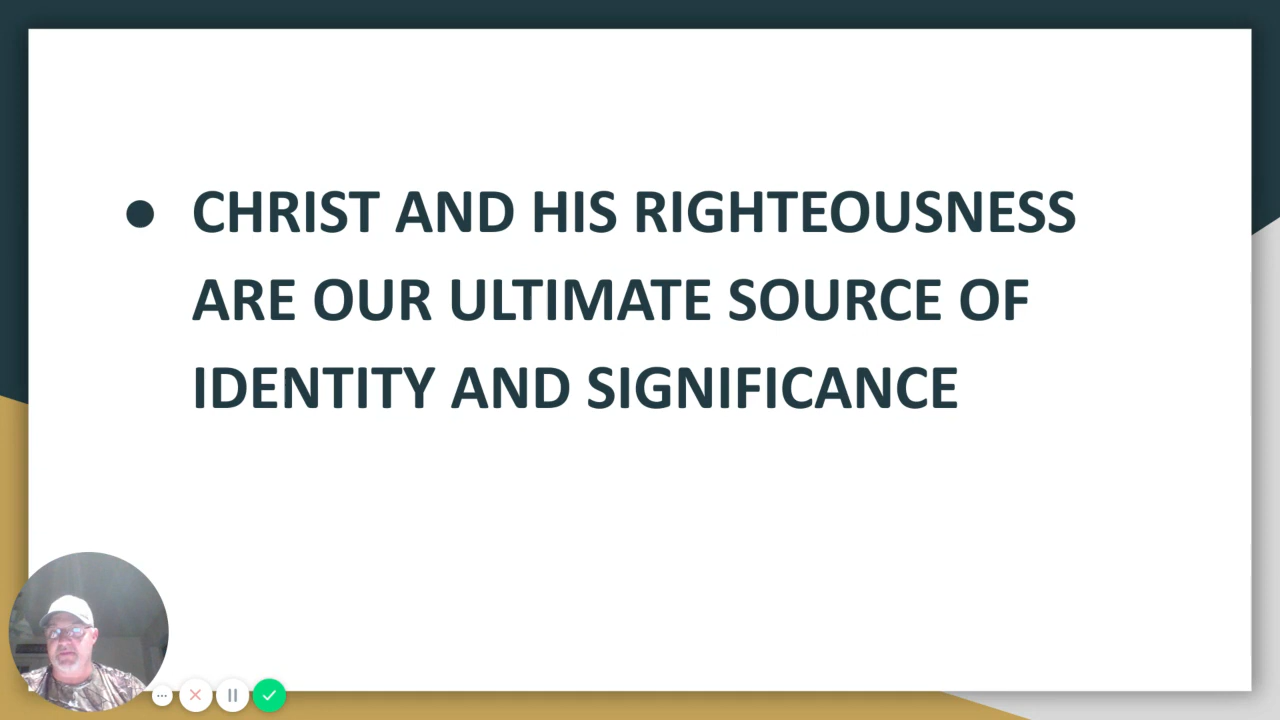 ● CHRIST AND HIS RIGHTEOUSNESS
ARE OUR ULTIMATE SOURCE OF
IDENTITY AND SIGNIFICANCE